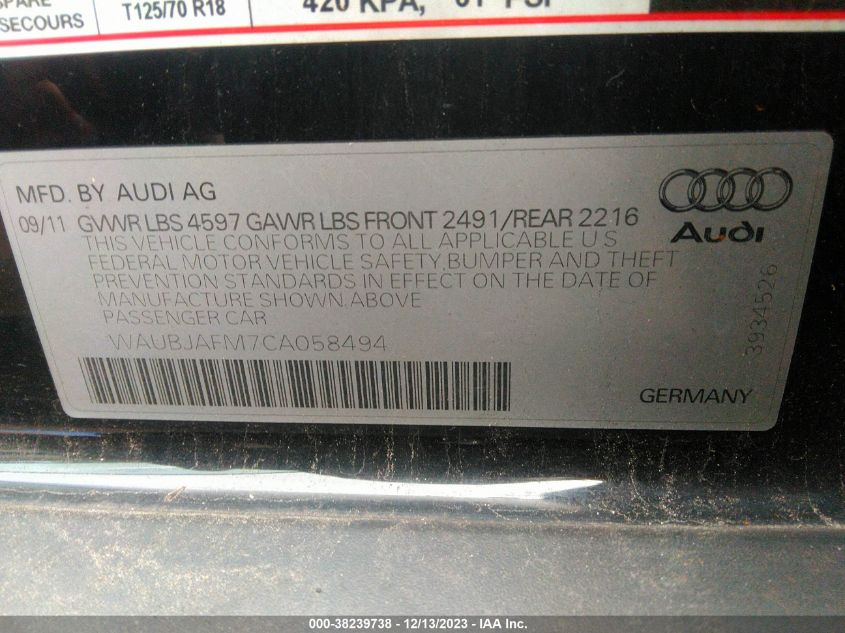 SPARE
SECOURS
T125/70 R18
420 KPA, 61 PSI
MFD. BY AUDI AG
09/11 GVWR LBS 4597 GAWR LBS FRONT 2491/REAR 2216
THIS VEHICLE CONFORMS TO ALL APPLICABLE U S
FEDERAL MOTOR VEHICLE SAFETY,BUMPER AND THEFT
PREVENTION STANDARDS IN EFFECT ON THE DATE OF
MANUFACTURE SHOWN ABOVE
PASSENGER CAR
WAUBJAFM7CA058494
Audi
3934526
GERMANY
000-38239738 - 12/13/2023 - IAA Inc.